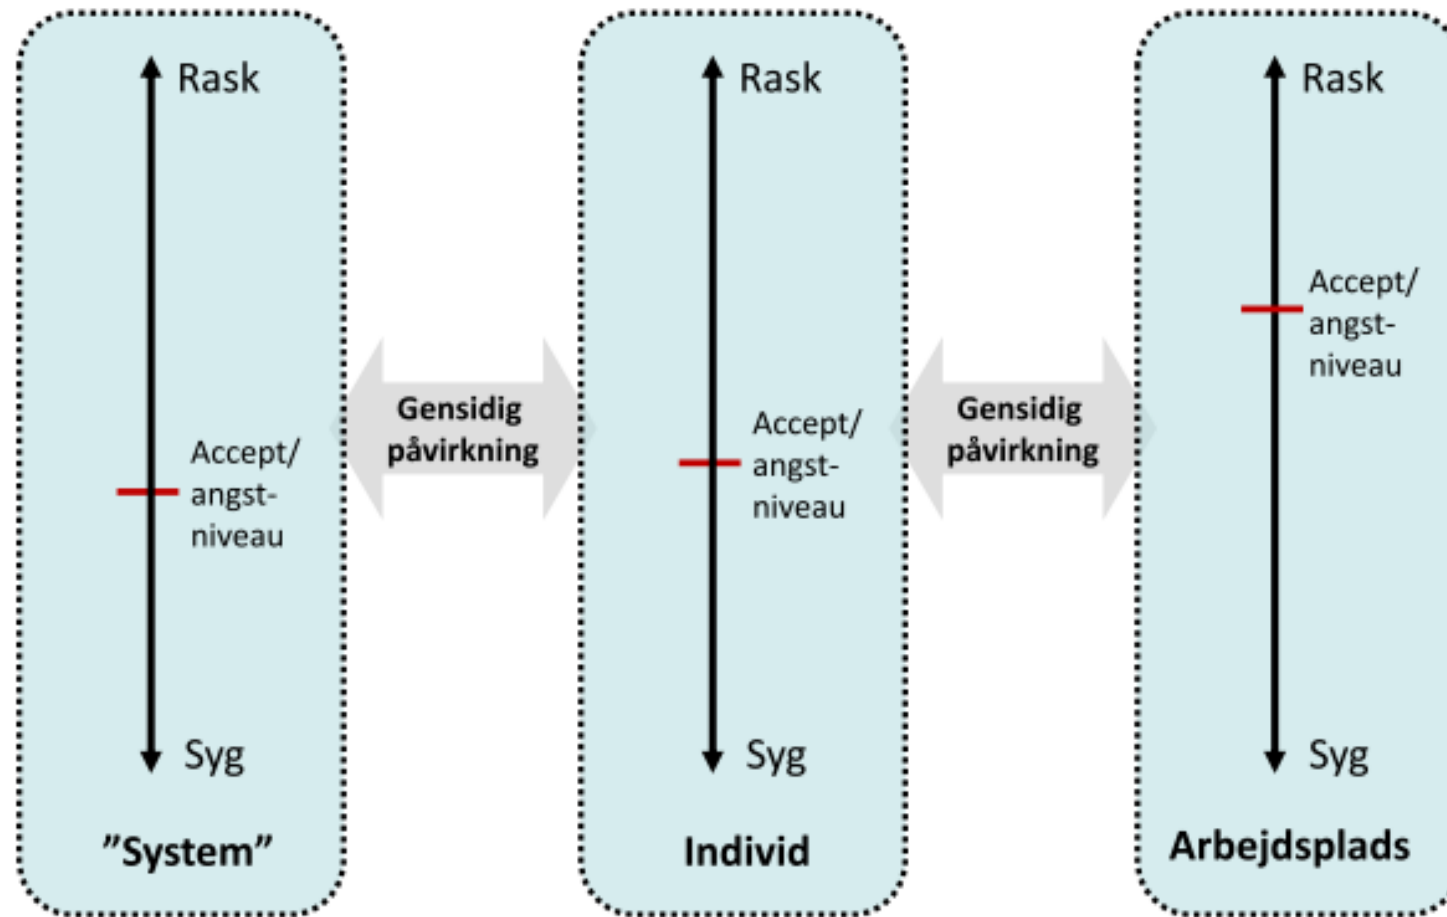 Rask
Accept/
angst-
niveau
Syg
”System”
Gensidig
påvirkning
Rask
Accept/
angst-
niveau
Syg
Individ
Gensidig
påvirkning
Rask
Accept/
angst-
niveau
Syg
Arbejdsplads